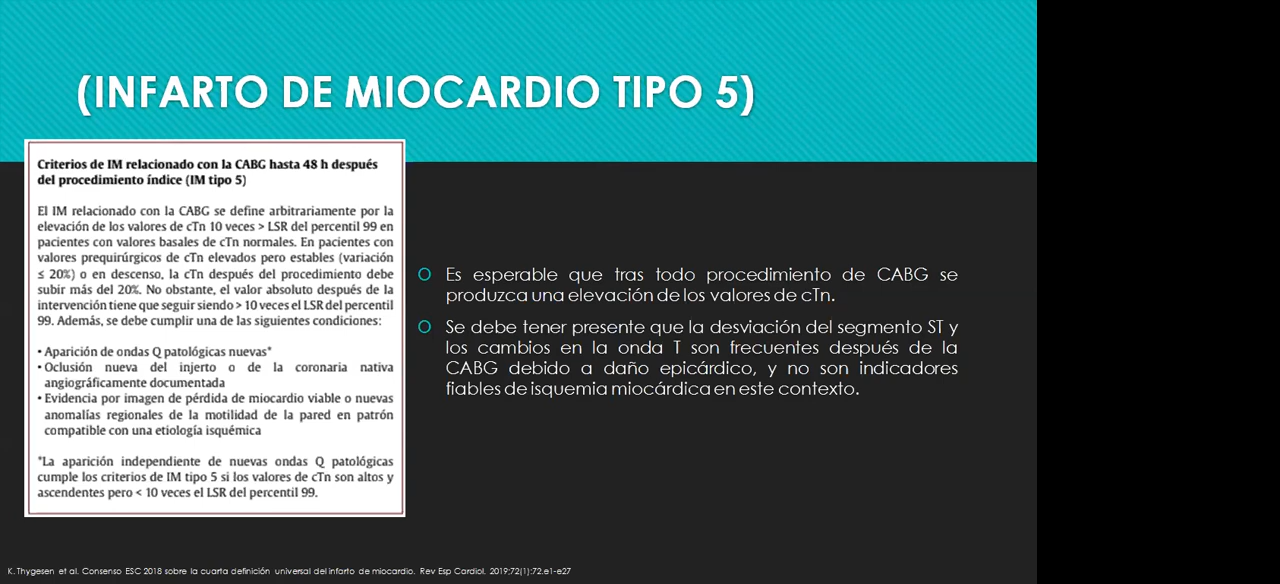 (INFARTO DE MIOCARDIO TIPO 5)
Criterios de IM relacionado con la CABG hasta 48 h después
del procedimiento índice (IM tipo 5)
El IM relacionado con la CABG se define arbitrariamente por la
elevación de los valores de cTn 10 veces > LSR del percentil 99 en
pacientes con valores basales de cTn normales. En pacientes con
valores prequirúrgicos de cTn elevados pero estables (variación
≤ 20%) o en descenso, la cTn después del procedimiento debe
subir más del 20%. No obstante, el valor absoluto después de la
intervención tiene que seguir siendo > 10 veces el LSR del percentil
99. Además, se debe cumplir una de las siguientes condiciones:
• Aparición de ondas Q patológicas nuevas*
• Oclusión nueva del injerto o de la coronaria nativa
angiográficamente documentada
• Evidencia por imagen de pérdida de miocardio viable o nuevas
anomalías regionales de la motilidad de la pared en patrón
compatible con una etiología isquémica
*La aparición independiente de nuevas ondas Q patológicas
cumple los criterios de IM tipo 5 si los valores de cTn son altos y
ascendentes pero < 10 veces el LSR del percentil 99.
Es esperable que tras todo procedimiento de CABG se
produzca una elevación de los valores de cTn.
Se debe tener presente que la desviación del segmento ST y
los cambios en la onda T son frecuentes después de la
CABG debido a daño epicárdico, y no son indicadores
fiables de isquemia miocárdica en este contexto.
K. Thygesen et al. Consenso ESC 2018 sobre la cuarta definición universal del infarto de miocardio. Rev Esp Cardiol. 2019;72(1):72.e1-e27